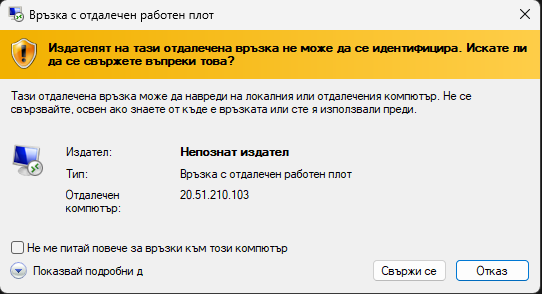 Връзка с отдалечен работен плот
Издателят на тази отдалечена връзка не може да се идентифицира. Искате ли
да се свържете въпреки това?
Тази отдалечена връзка може да навреди на локалния или отдалечения компютър. Не се
свързвайте, освен ако знаете от къде е връзката или сте я използвали преди.
Издател: Непознат издател
Тип: Връзка с отдалечен работен плот
Отдалечен 20.51.210.103
компютър:
Не ме питай повече за връзки към този компютър
Показвай подробни д
Свържи се
Отказ